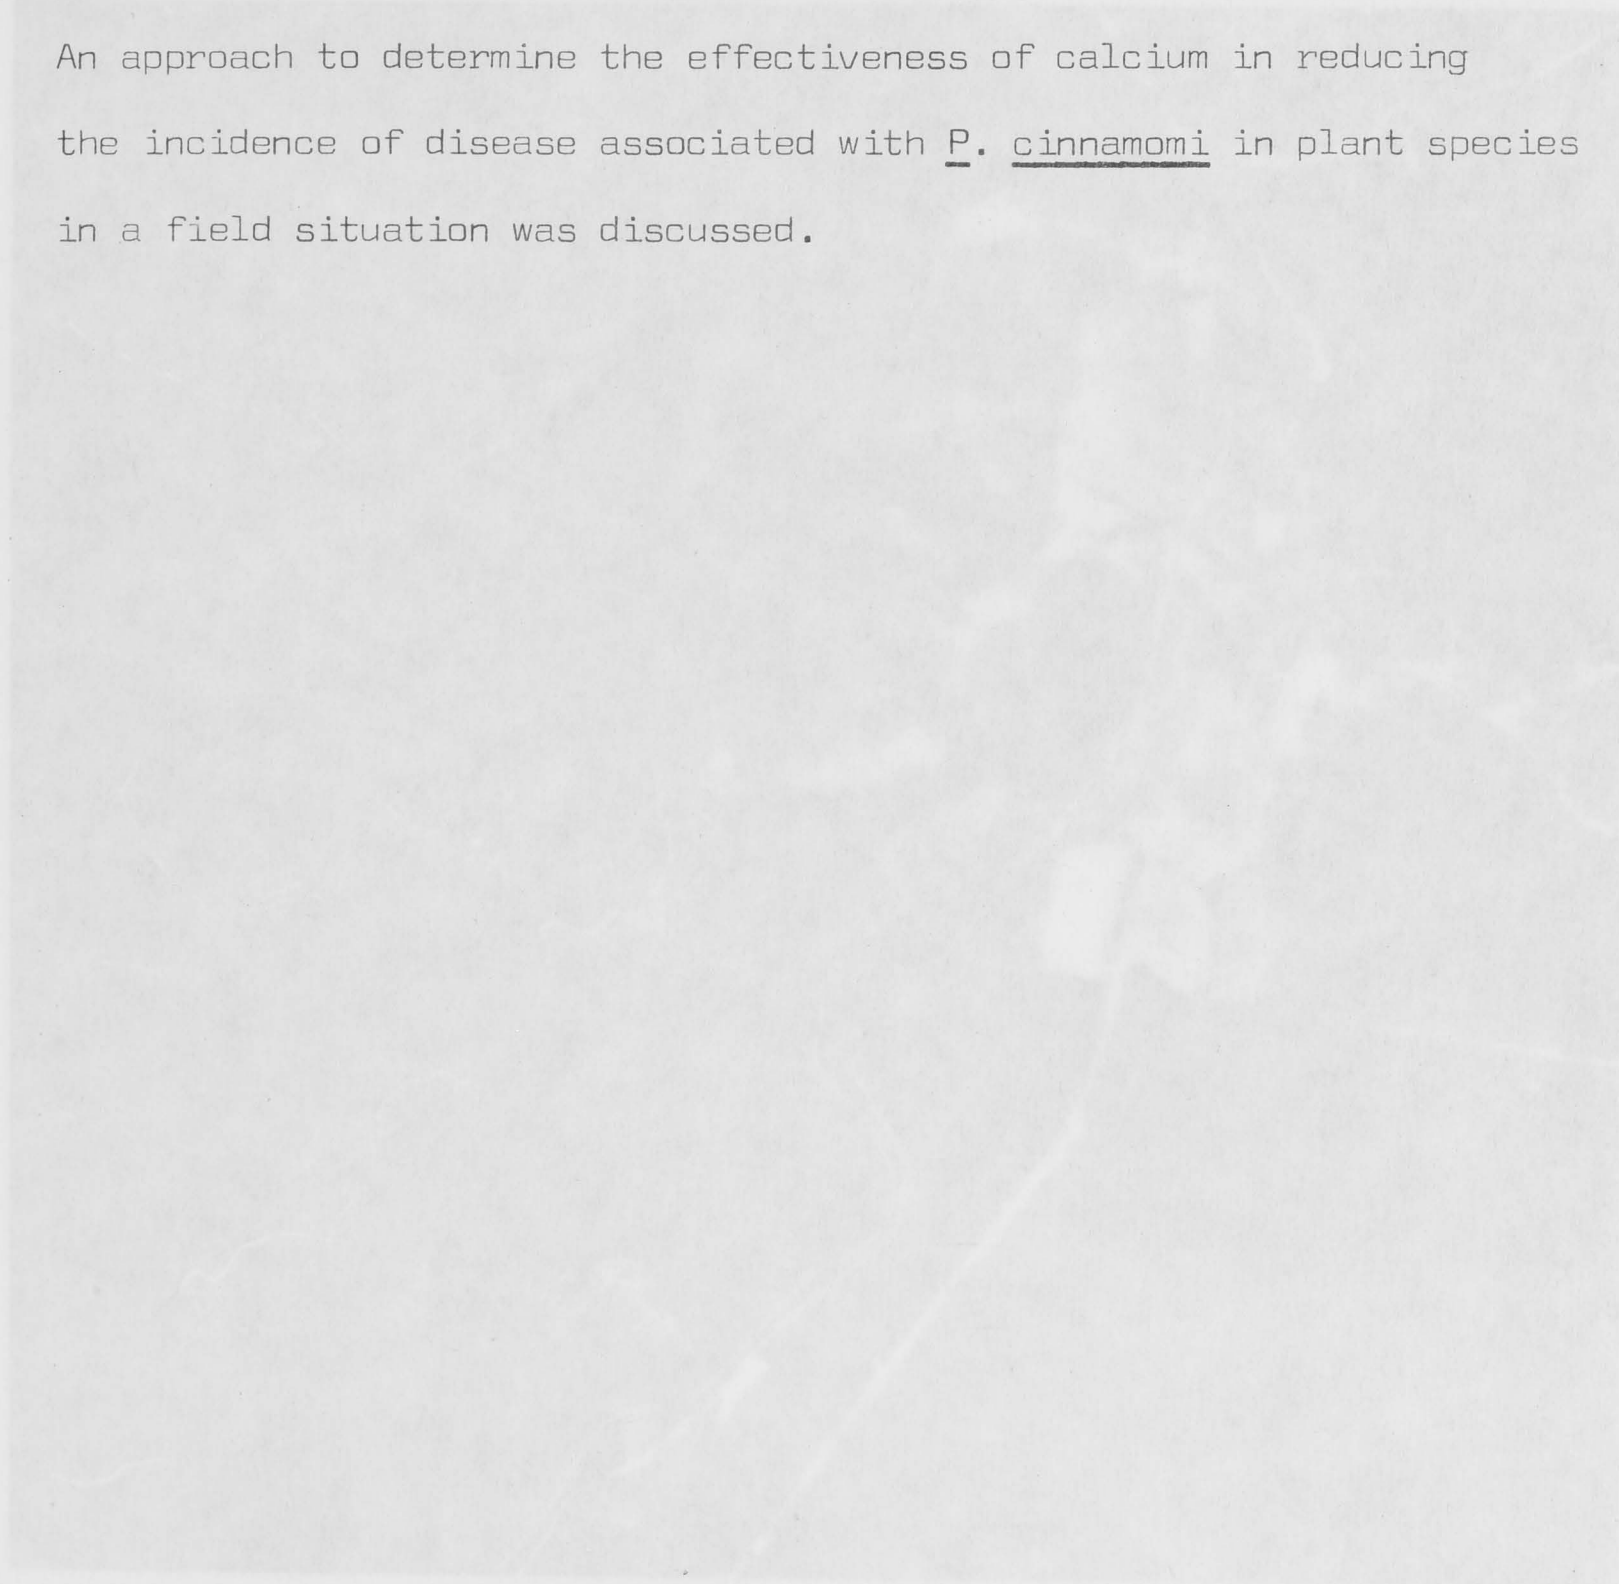 An approach to determine the effectiveness of calcium in reducing
the incidence of disease associated with P. cinnamomi in plant species
in a field situation was discussed.